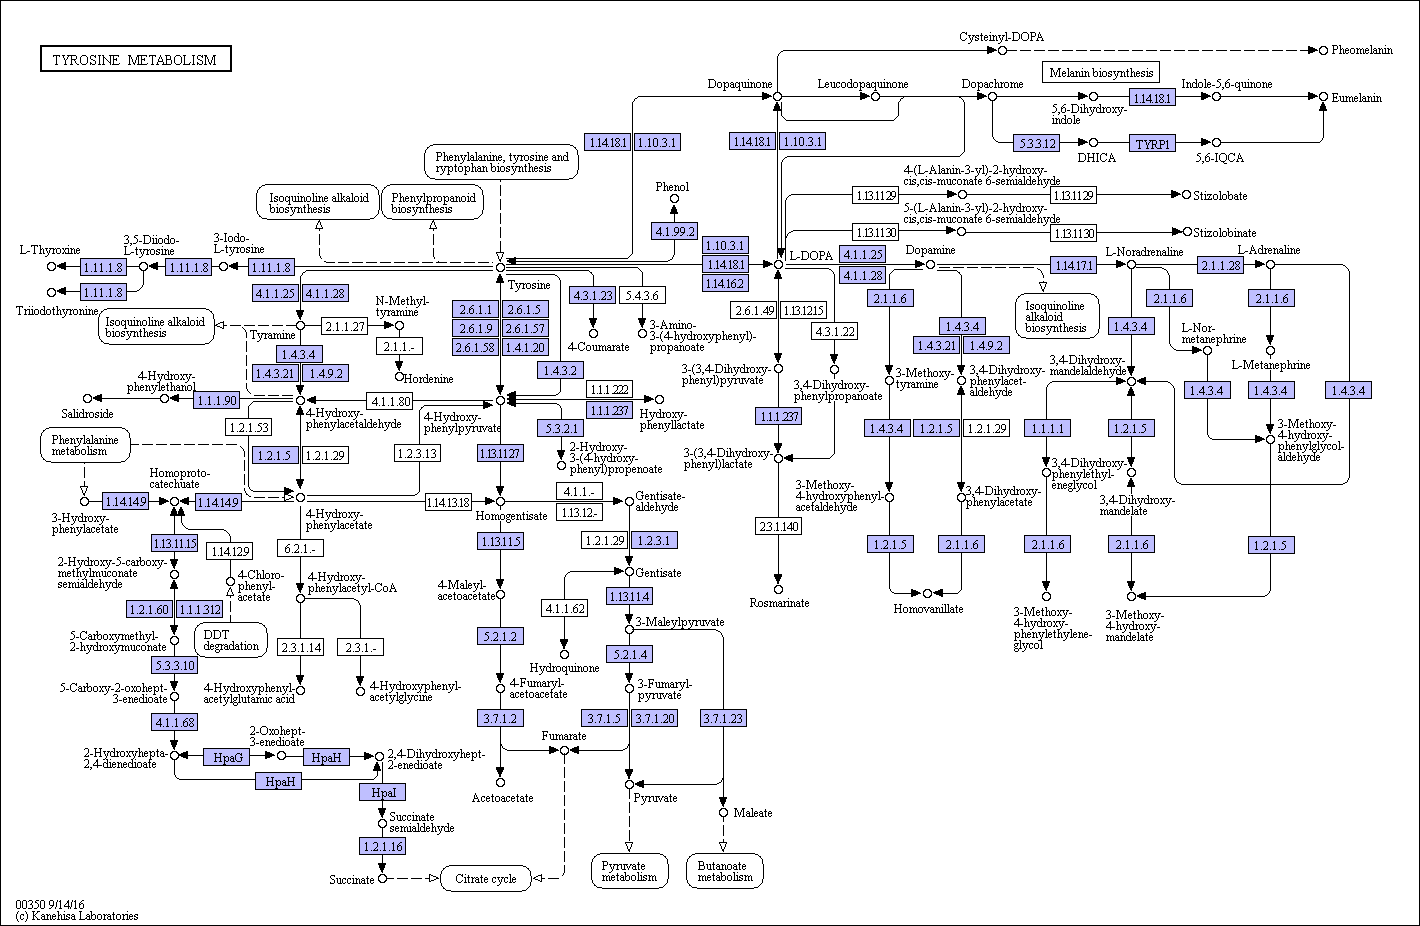 TYROSINE METABOLISM
Cysteinyl-DOPA
Pheomelanin
Melanin biosynthesis
Dopaquinone
Leucodopaquinone
Dopachrome
1.14.18.1
Indole-5,6-quinone
Eumelanin
5,6-Dihydroxy-
indole
1.14.18.1
1.10.3.1
1.14.18.1
1.10.3.1
5.3.3.12
TYRP1
DHICA
5,6-IQCA
Phenylalanine, tyrosine and
ryptophan biosynthesis
Isoquinoline alkaloid
biosynthesis
Phenylpropanoid
biosynthesis
Phenol
4-(L-Alanin-3-yl)-2-hydroxy-
cis,cis-muconate 6-semialdehyde
1.13.11.29
1.13.11.29
Stizolobate
5-(L-Alanin-3-yl)-2-hydroxy-
cis,cis-muconate 6-semialdehyde
1.13.11.30
1.13.11.30
Stizolobinate
4.1.99.2
L-Thyroxine
3,5-Diiodo-
L-tyrosine
3-Iodo-
L-tyrosine
1.11.1.8
1.11.1.8
1.11.1.8
1.10.3.1
1.14.18.1
1.14.16.2
L-DOPA
4.1.1.25
4.1.1.28
Dopamine
1.14.17.1
L-Noradrenaline
2.1.1.28
L-Adrenaline
1.11.1.8
Triiodothyronine
4.1.1.25
4.1.1.28
Tyrosine
4.3.1.23
5.4.3.6
2.6.1.49
1.13.12.15
2.1.1.6
Isoquinoline
alkaloid
biosynthesis
2.1.1.6
2.1.1.6
Isoquinoline alkaloid
biosynthesis
Tyramine
2.1.1.27
N-Methyl-
tyramine
2.6.1.1
2.6.1.5
2.6.1.9
2.6.1.57
2.6.1.58
1.4.1.20
4-Coumarate
3-Amino-
3-(4-hydroxyphenyl)-
propanoate
4.3.1.22
1.4.3.4
1.4.3.21
1.4.9.2
1.4.3.4
L-Nor-
metanephrine
L-Metanephrine
2.1.1.-
Hordenine
1.4.3.4
1.4.3.21
1.4.9.2
1.4.3.2
3-(3,4-Dihydroxy-
phenyl)pyruvate
3,4-Dihydroxy-
phenylpropanoate
3-Methoxy-
tyramine
3,4-Dihydroxy-
phenylacet-
aldehyde
3,4-Dihydroxy-
mandelaldehyde
1.4.3.4
1.4.3.4
1.4.3.4
4-Hydroxy-
phenylethanol
Salidroside
1.1.1.90
4-Hydroxy-
phenylacetaldehyde
4.1.1.80
4-Hydroxy-
phenylpyruvate
1.1.1.222
1.1.1.237
Hydroxy-
phenyllactate
1.1.1.237
Phenylalanine
metabolism
1.2.1.53
5.3.2.1
1.4.3.4
1.2.1.5
1.2.1.29
1.1.1.1
1.2.1.5
3-Methoxy-
4-hydroxy-
phenylglycol-
aldehyde
1.2.1.5
1.2.1.29
1.2.3.13
1.13.11.27
2-Hydroxy-
3-(4-hydroxy-
phenyl)propenoate
3-(3,4-Dihydroxy-
phenyl)lactate
3,4-Dihydroxy-
phenylethyl-
eneglycol
3-Hydroxy-
phenylacetate
1.14.14.9
Homoproto-
catechuate
1.14.14.9
4-Hydroxy-
phenylacetate
1.14.13.18
Homogentisate
4.1.1.-
1.13.12.-
Gentisate-
aldehyde
3-Methoxy-
4-hydroxyphenyl-
acetaldehyde
3,4-Dihydroxy-
phenylacetate
3,4-Dihydroxy-
mandelate
2.3.1.140
1.13.11.15
1.14.1.29
6.2.1.-
1.13.11.5
1.2.1.29
1.2.3.1
1.2.1.5
2.1.1.6
2.1.1.6
2.1.1.6
1.2.1.5
2-Hydroxy-5-carboxy-
methylmuconate
semialdehyde
4-Chloro-
phenyl-
acetate
4-Hydroxy-
phenylacetyl-CoA
4-Maleyl-
acetoacetate
Gentisate
Rosmarinate
Homovanillate
3-Methoxy-
4-hydroxy-
phenylethylene-
glycol
3-Methoxy-
4-hydroxy-
mandelate
1.2.1.60
1.1.1.312
4.1.1.62
1.13.11.4
DDT
degradation
3-Maleylpyruvate
5-Carboxymethyl-
2-hydroxymuconate
2.3.1.14
2.3.1.-
5.2.1.2
Hydroquinone
5.2.1.4
5.3.3.10
5-Carboxy-2-oxohept-
3-enedioate
4-Hydroxyphenyl-
acetylglutamic acid
4-Hydroxyphenyl-
acetylglycine
4-Fumaryl-
acetoacetate
3-Fumaryl-
pyruvate
4.1.1.68
3.7.1.2
3.7.1.5
3.7.1.20
3.7.1.23
2-Hydroxyhepta-
2,4-dienedioate
HpaG
2-Oxohept-
3-enedioate
HpaH
2,4-Dihydroxyhept-
2-enedioate
Fumarate
HpaH
HpaI
Acetoacetate
Pyruvate
Maleate
Succinate
semialdehyde
1.2.1.16
Succinate
Citrate cycle
Pyruvate
metabolism
Butanoate
metabolism
00350 9/14/16
(c) Kanehisa Laboratories